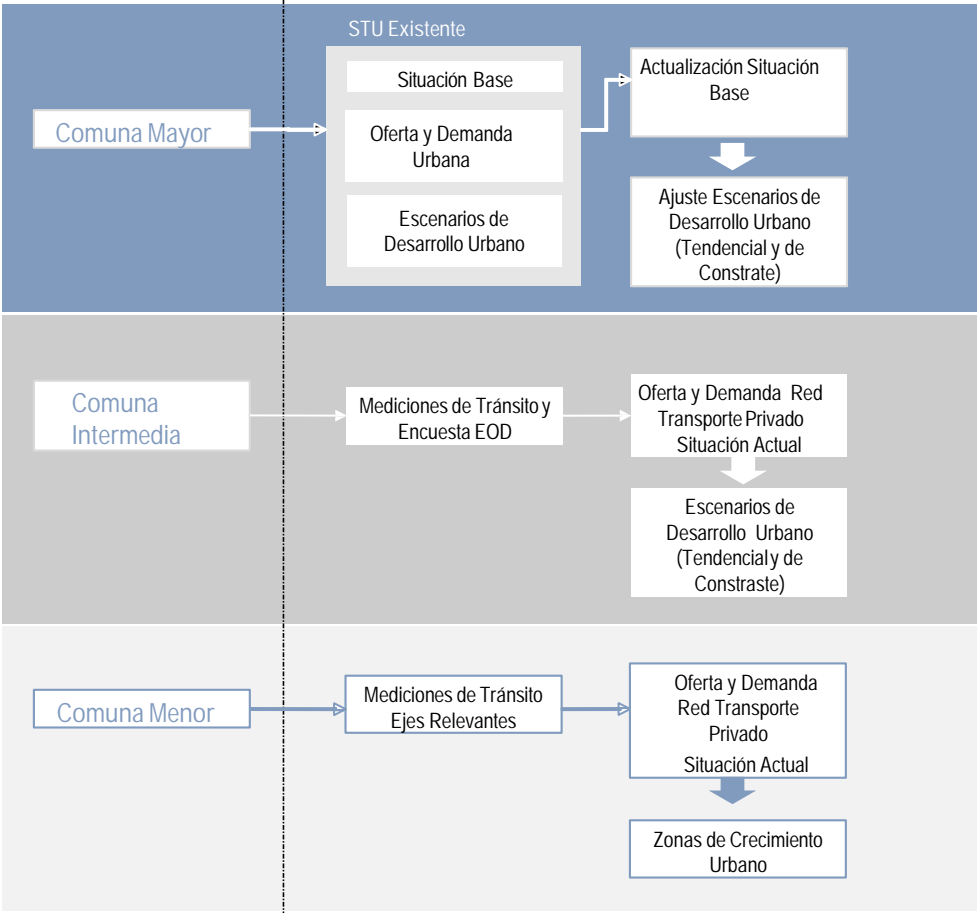 STU Existente
Comuna Mayor
Situación Base
Oferta y Demanda
Urbana
Escenarios de
Desarrollo Urbano
Actualización Situación
Base
Ajuste Escenarios de
Desarrollo Urbano
(Tendencial y de
Constrate)
Comuna
Intermedia
Mediciones de Tránsito y
Encuesta EOD
Oferta y Demanda Red
Transporte Privado
Situación Actual
Escenarios de
Desarrollo Urbano
(Tendencial y de
Constraste)
Comuna Menor
Mediciones de Tránsito
Ejes Relevantes
Oferta y Demanda
Red Transporte
Privado
Situación Actual
Zonas de Crecimiento
Urbano